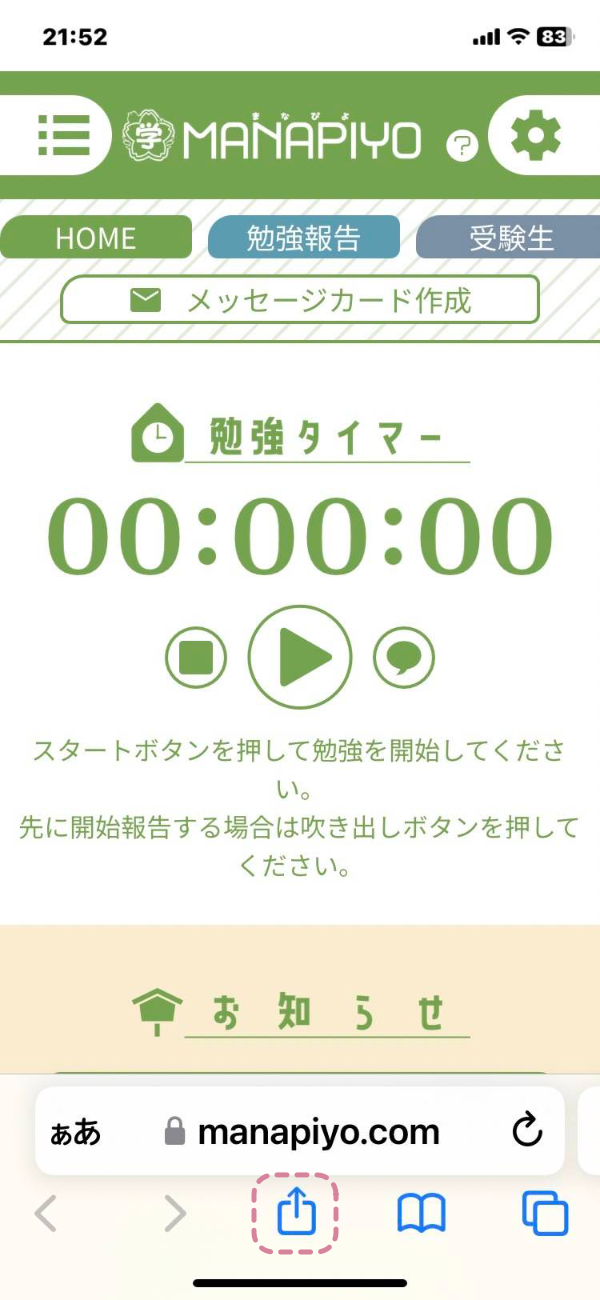 21:52
83
学 まなぴよ
MANAPIYO
?
HOME 勉強報告 受験生
メッセージカード作成
勉強タイマー
00:00:00
スタートボタンを押して勉強を開始してくださ
い。
先に開始報告する場合は吹き出しボタンを押して
ください。
お知らせ
ぁあ manapiyo.com